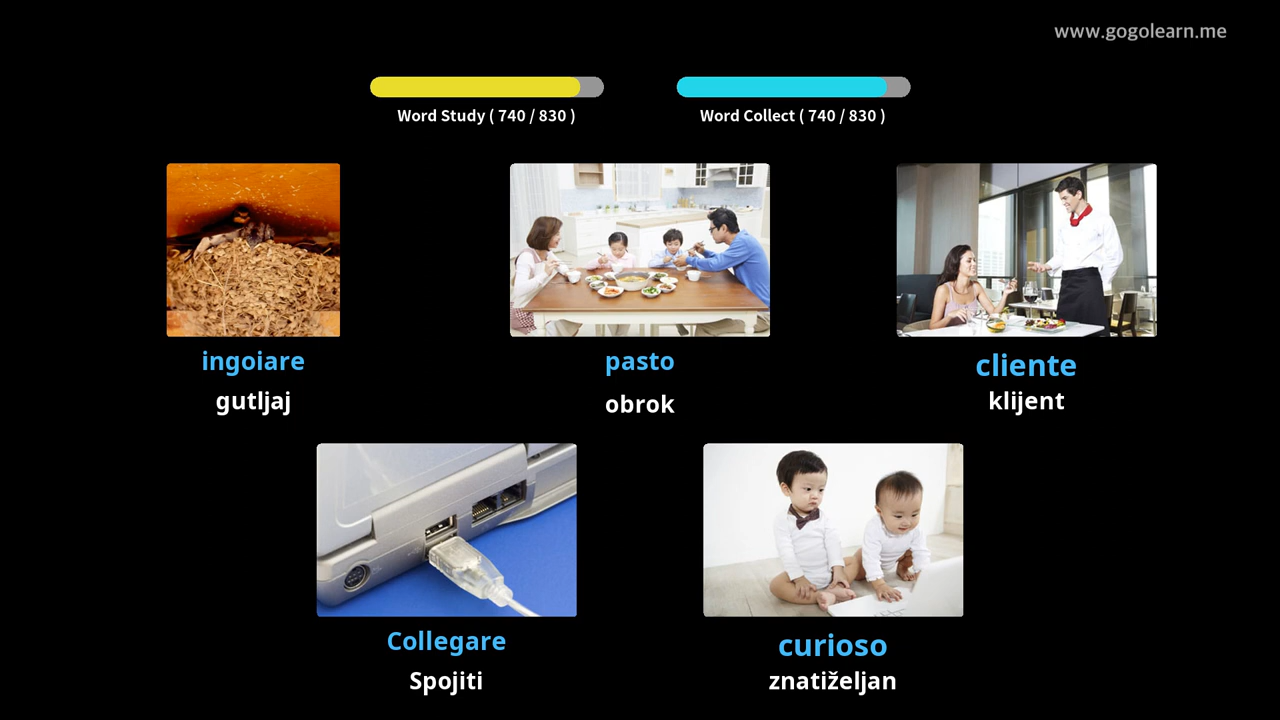 www.gogolearn.me
Word Study ( 740 / 830 )
Word Collect ( 740 / 830 )
ingoiare
gutljaj
pasto
obrok
cliente
klijent
Collegare
Spojiti
curioso
znatiželjan